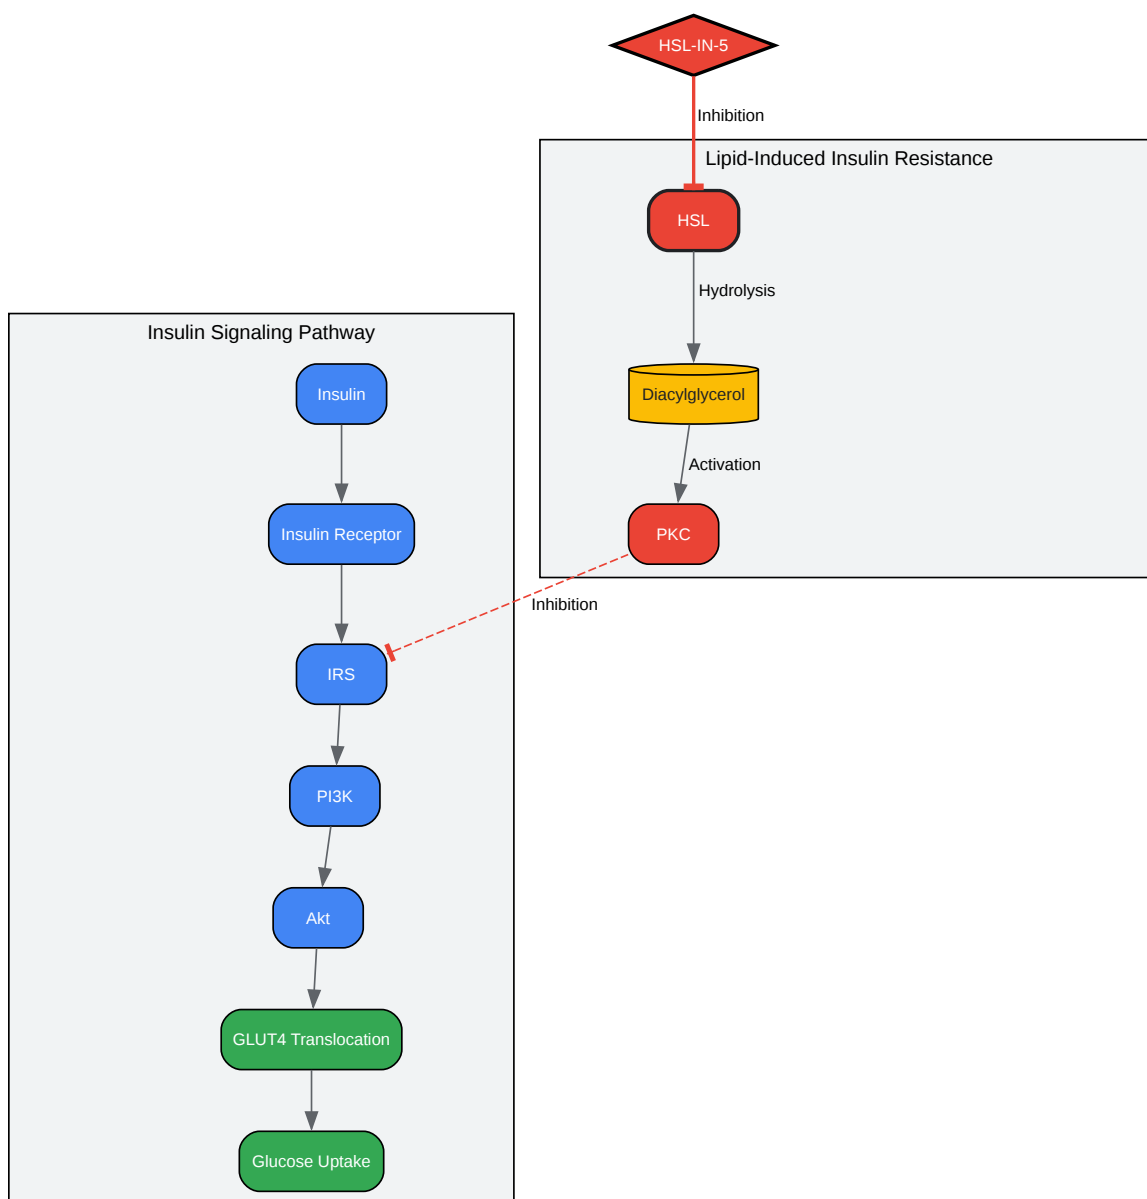 HSL-IN-5
Inhibition
Lipid-Induced Insulin Resistance
HSL
Hydrolysis
Diacylglycerol
Activation
PKC
Inhibition
Insulin Signaling Pathway
Insulin
Insulin Receptor
IRS
PI3K
Akt
GLUT4 Translocation
Glucose Uptake